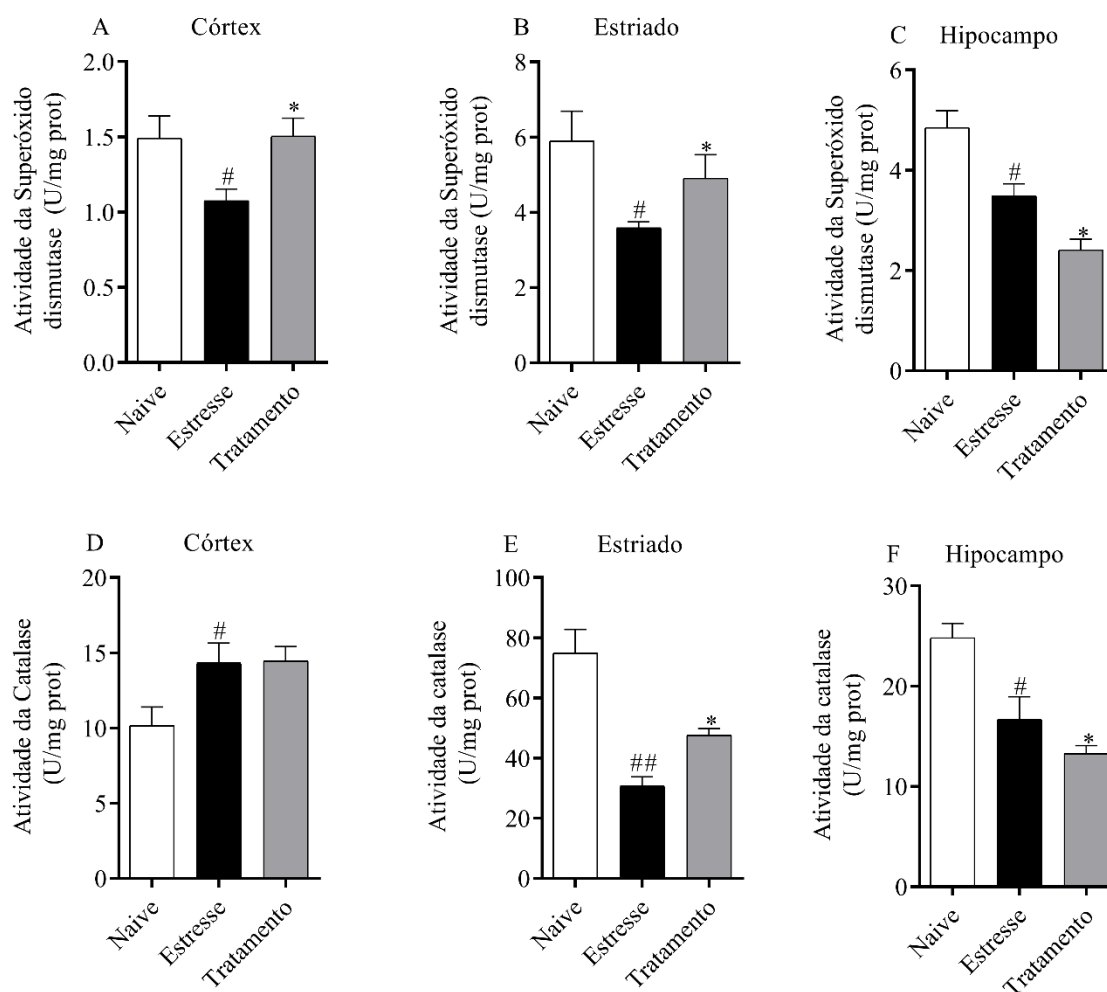 A Córtex
Atividade da Superóxido
dismutase (U/mg prot)
2.0
1.5
1.0
0.5
0.0
#
*
Naive
Estresse
Tratamento
B Estriado
Atividade da Superóxido
dismutase (U/mg prot)
8
6
4
2
0
#
*
Naive
Estresse
Tratamento
C Hipocampo
Atividade da Superóxido
dismutase (U/mg prot)
6
4
2
0
#
*
Naive
Estresse
Tratamento
D Córtex
Atividade da Catalase
(U/mg prot)
20
15
10
5
0
#
Naive
Estresse
Tratamento
E Estriado
Atividade da catalase
(U/mg prot)
100
80
60
40
20
0
##
*
Naive
Estresse
Tratamento
F Hipocampo
Atividade da catalase
(U/mg prot)
30
20
10
0
#
*
Naive
Estresse
Tratamento